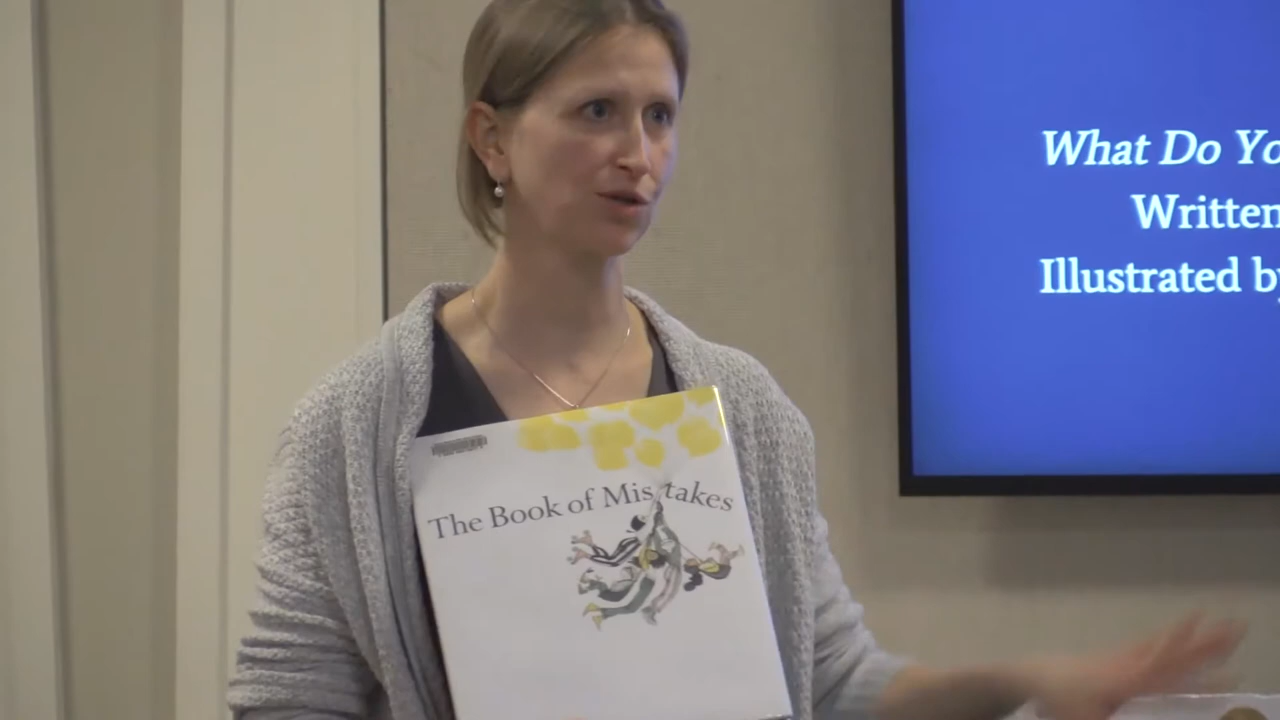 What Do Yo
Written
Illustrated by
The Book of Mistakes